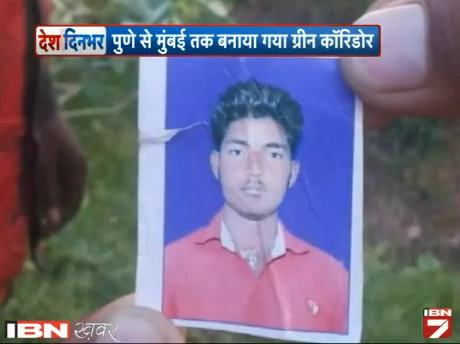 देश दिनभर पुणे से मुंबई तक बनाया गया ग्रीन कॉरिडोर
IBN ख़बर
IBN 7